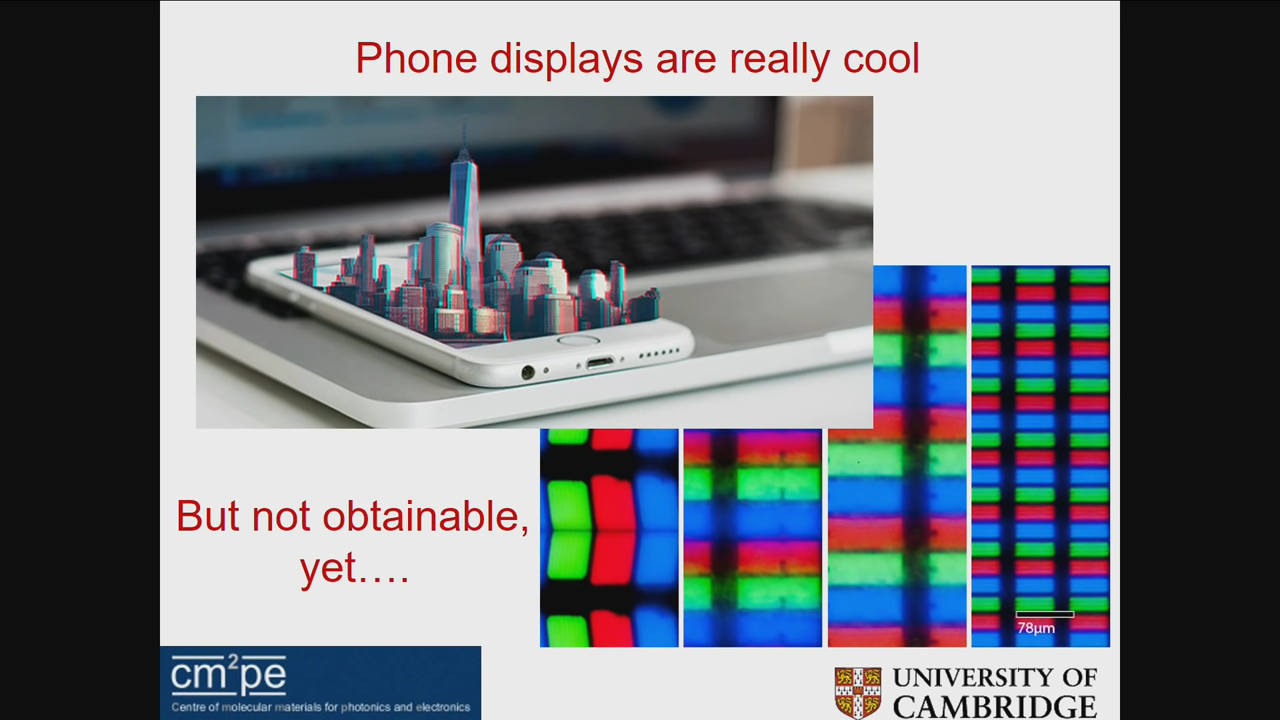 Phone displays are really cool
But not obtainable,
yet….
78µm
cm²pe
Centre of molecular materials for photonics and electronics
UNIVERSITY OF
CAMBRIDGE